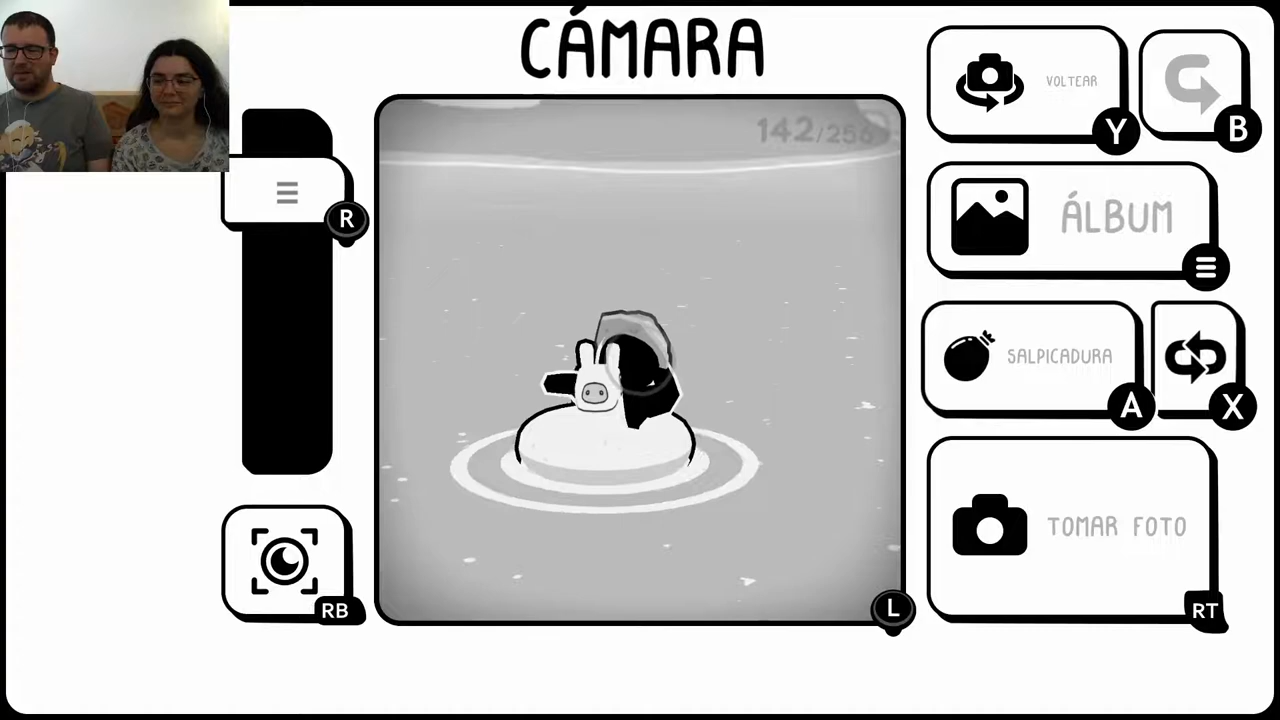 CÁMARA
VOLTEAR
Y
B
142/256
R
ÁLBUM
SALPICADURA
A
X
TOMAR FOTO
RT
RB
L